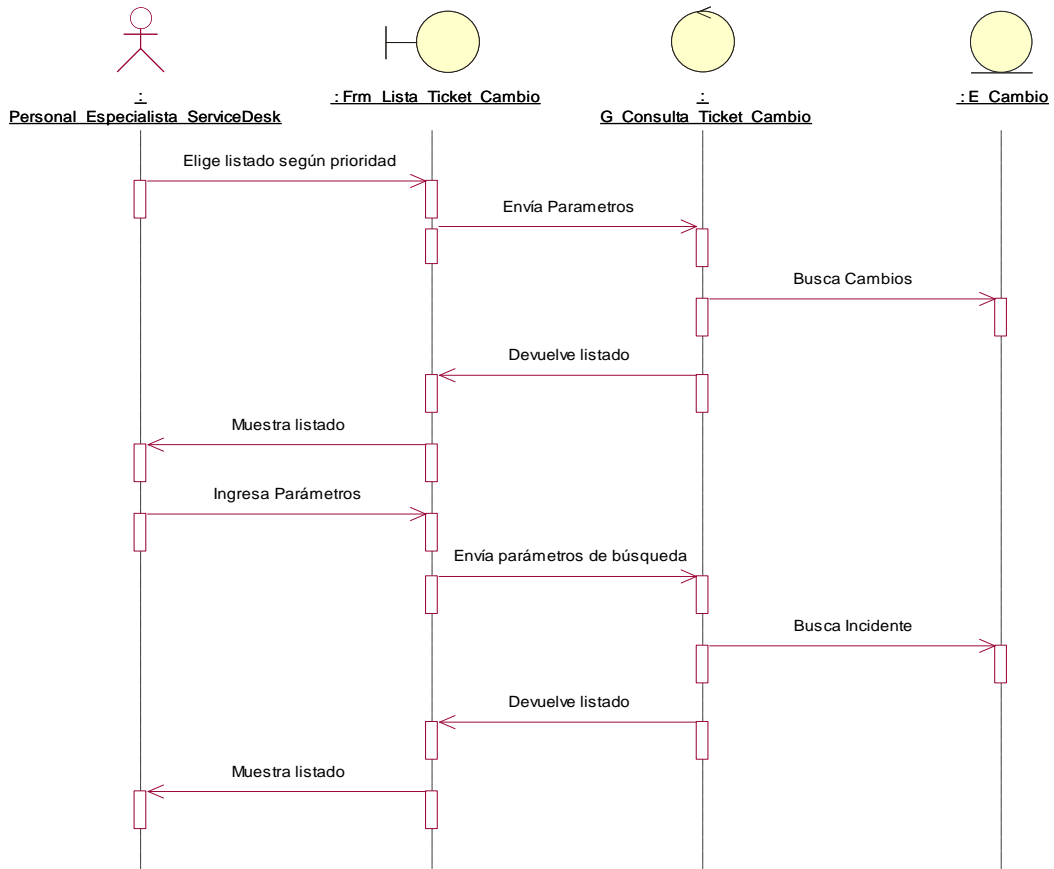 :
Personal_Especialista_ServiceDesk
: Frm_Lista_Ticket_Cambio
:
G_Consulta_Ticket_Cambio
: E_Cambio
Elige listado según prioridad
Envía Parametros
Busca Cambios
Devuelve listado
Muestra listado
Ingresa Parámetros
Envía parámetros de búsqueda
Busca Incidente
Devuelve listado
Muestra listado